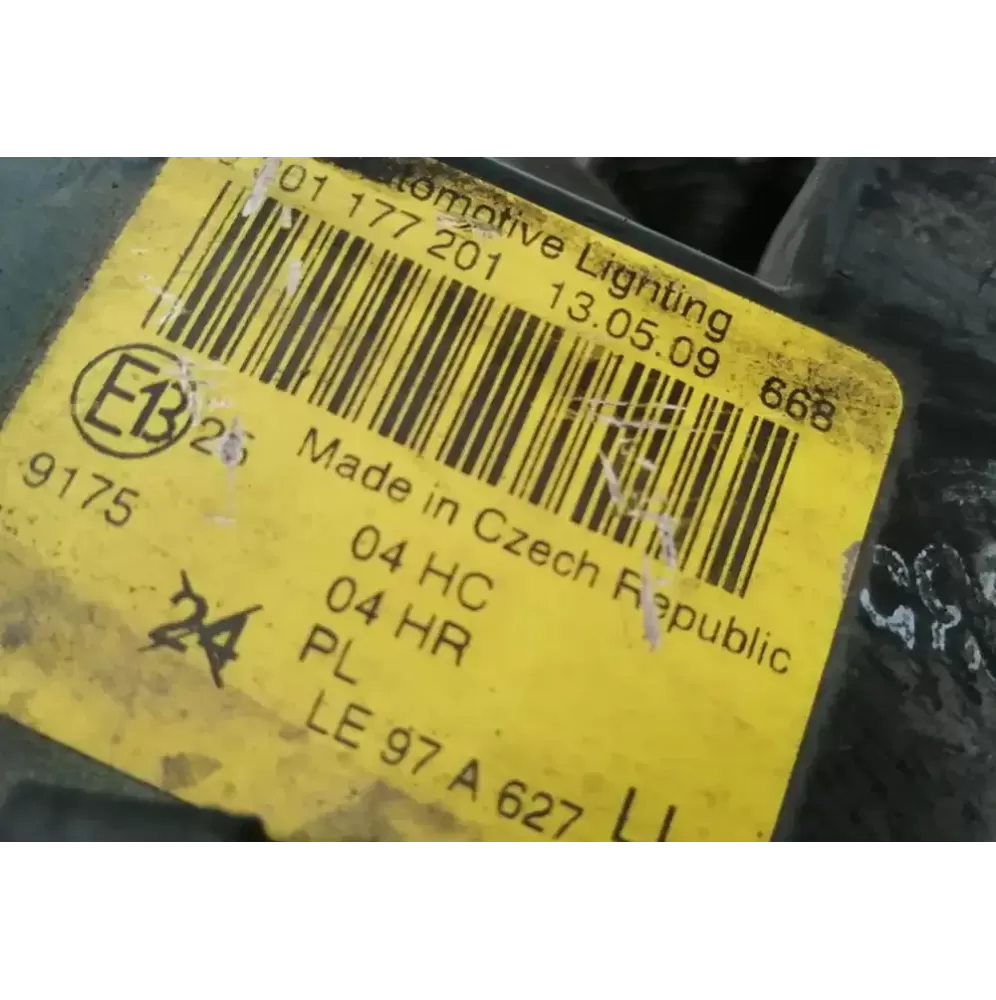 Automotive Lighting
301 177 201 13.05.09 668
E13 25
Made in Czech Republic
9175
04 HC
04 HR
24
PL
LE 97 A 627